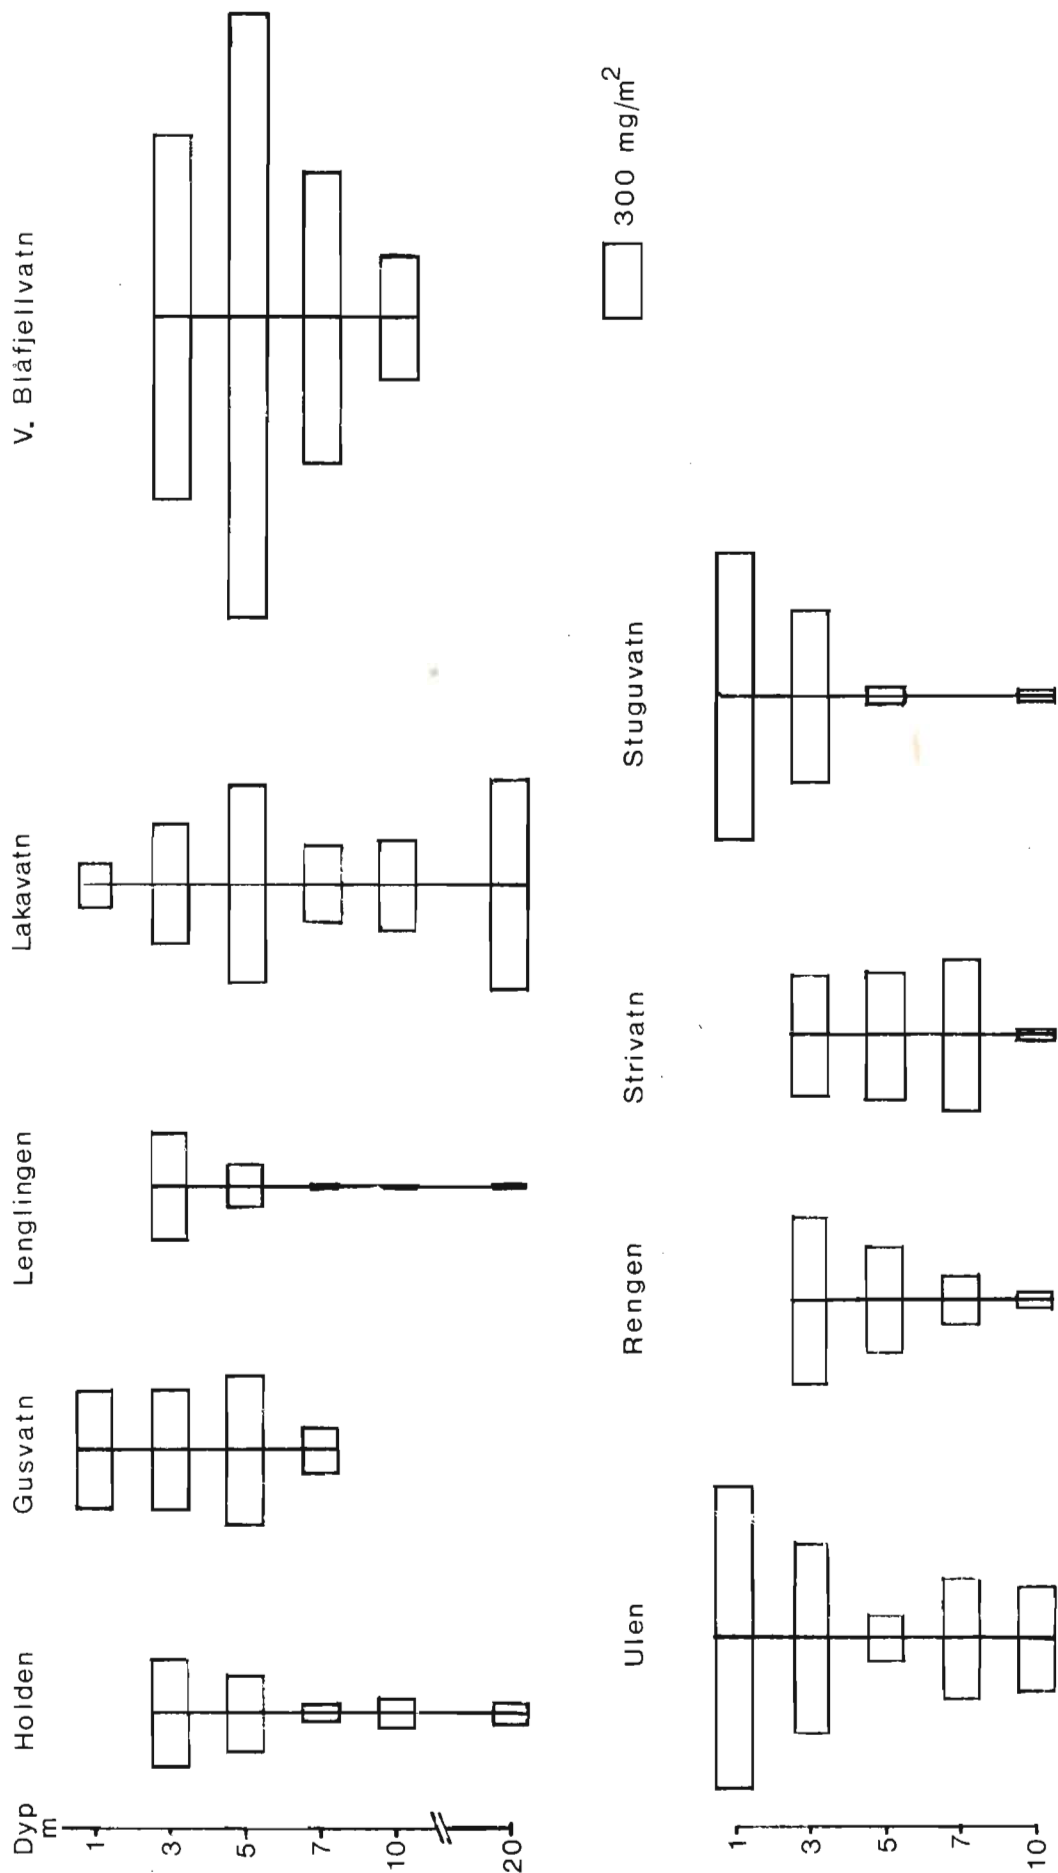 Dyp Holden Gusvatn Lenglingen Lakavatn V. Blåfjellvatn
m
1
3
5
7
10
20
300 mg/m²
Ulen Rengen Strivatn Stuguvatn
1
3
5
7
10